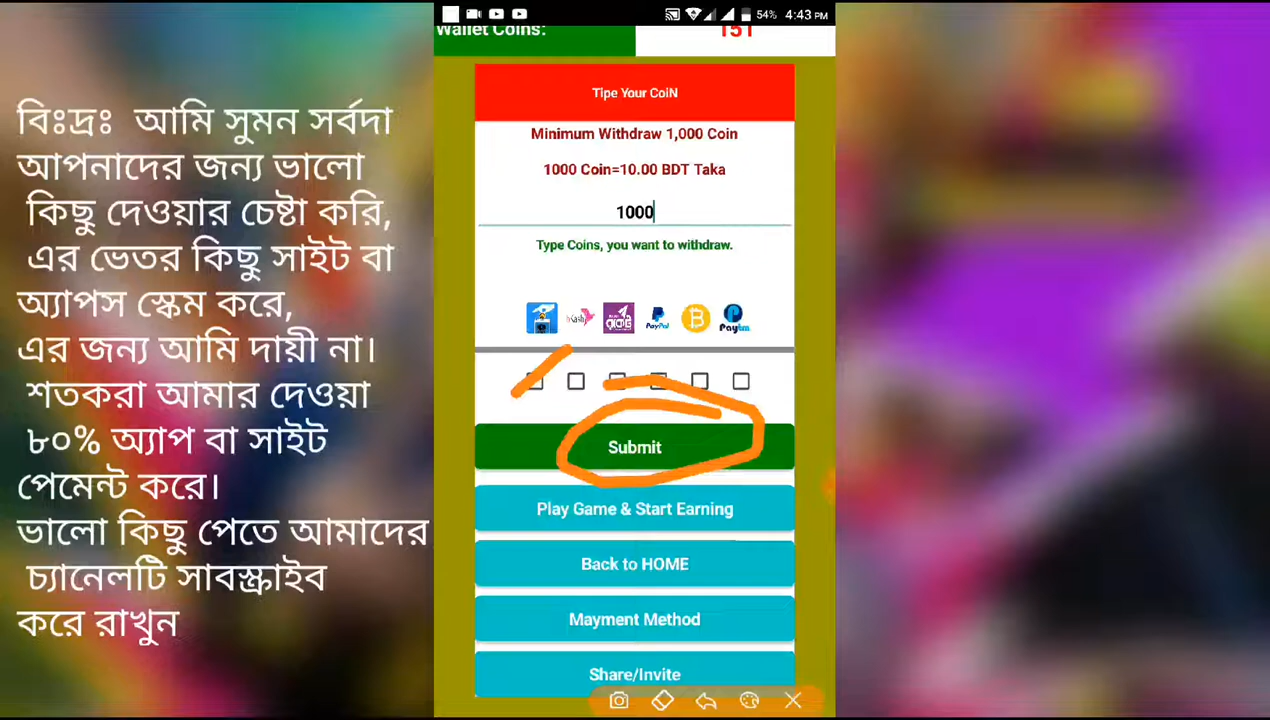 54% 4:43 PM
Wallet Coins: 151
Tipe Your CoiN
Minimum Withdraw 1,000 Coin
1000 Coin=10.00 BDT Taka
1000
Type Coins, you want to withdraw.
PayPal Paytm
Submit
Play Game & Start Earning
Back to HOME
Mayment Method
Share/Invite
বিঃদ্রঃ আমি সুমন সর্বদা
আপনাদের জন্য ভালো
কিছু দেওয়ার চেষ্টা করি,
এর ভেতর কিছু সাইট বা
অ্যাপস স্কেম করে,
এর জন্য আমি দায়ী না।
শতকরা আমার দেওয়া
৮০% অ্যাপ বা সাইট
পেমেন্ট করে।
ভালো কিছু পেতে আমাদের
চ্যানেলটি সাবস্ক্রাইব
করে রাখুন